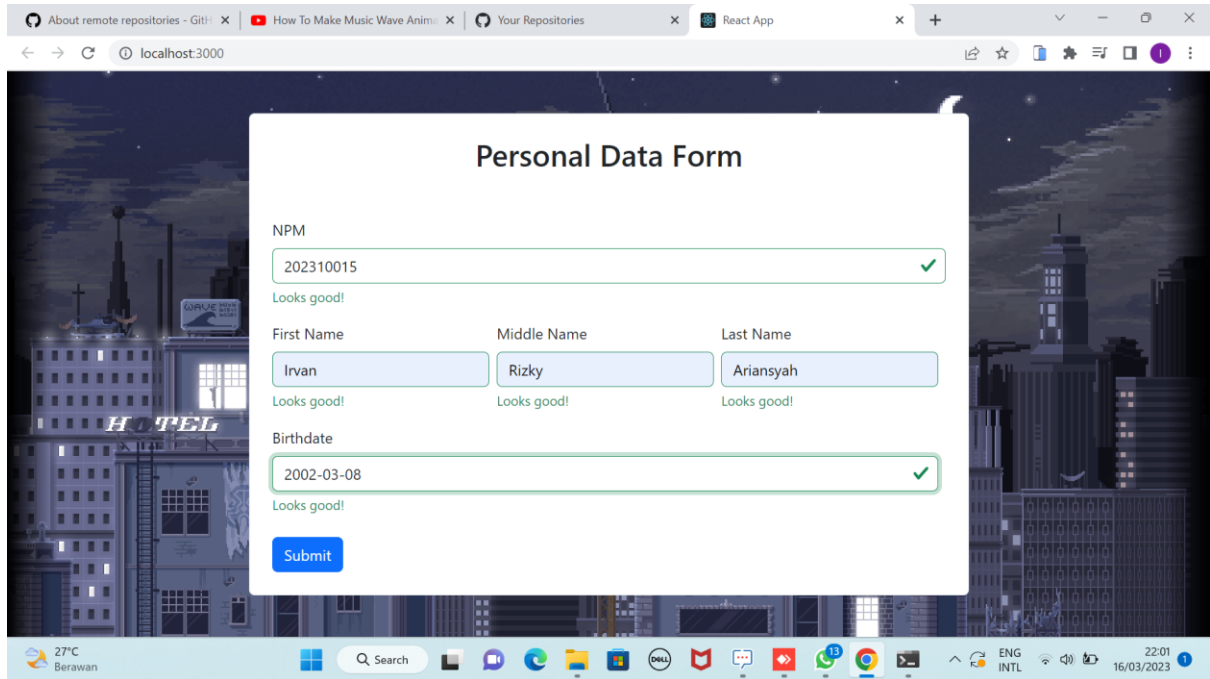 About remote repositories - GitH
How To Make Music Wave Anima
Your Repositories
React App
localhost:3000
I
Personal Data Form
NPM
202310015
Looks good!
First Name Middle Name Last Name
Irvan Rizky Ariansyah
Looks good! Looks good! Looks good!
Birthdate
2002-03-08
Looks good!
Submit
WAVE
HOTEL
27°C
Berawan
Search
DELL
13
ENG
INTL
22:01
16/03/2023
1